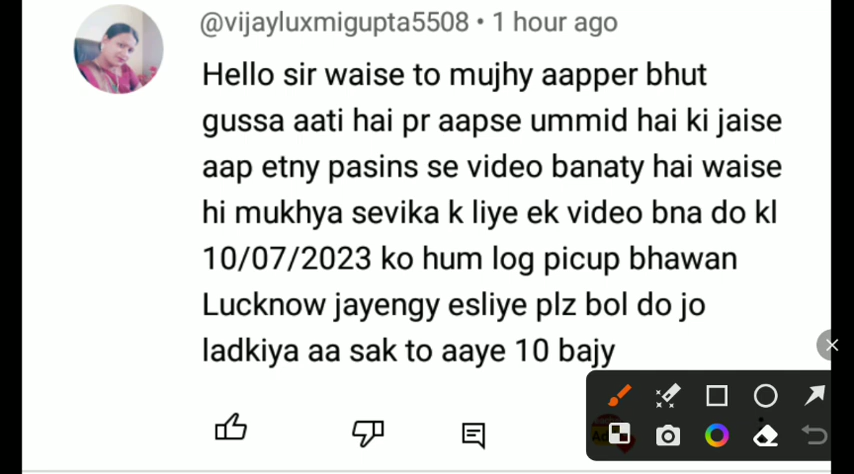 @vijayluxmigupta5508 • 1 hour ago
Hello sir waise to mujhy aapper bhut
gussa aati hai pr aapse ummid hai ki jaise
aap etny pasins se video banaty hai waise
hi mukhya sevika k liye ek video bna do kl
10/07/2023 ko hum log picup bhawan
Lucknow jayengy esliye plz bol do jo
ladkiya aa sak to aaye 10 bajy